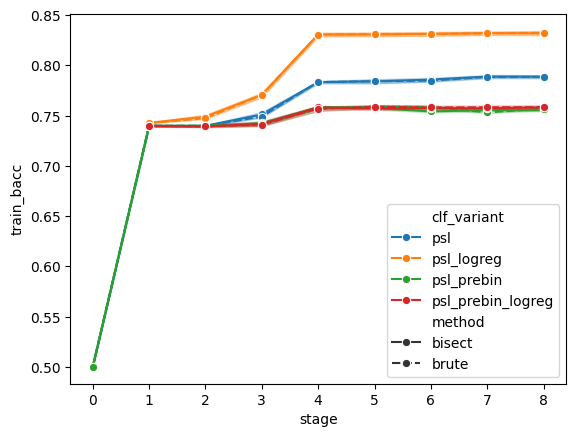 0.85
0.80
0.75
0.70
0.65
0.60
0.55
0.50
train_bacc
clf_variant
psl
psl_logreg
psl_prebin
psl_prebin_logreg
method
bisect
brute
0 1 2 3 4 5 6 7 8
stage